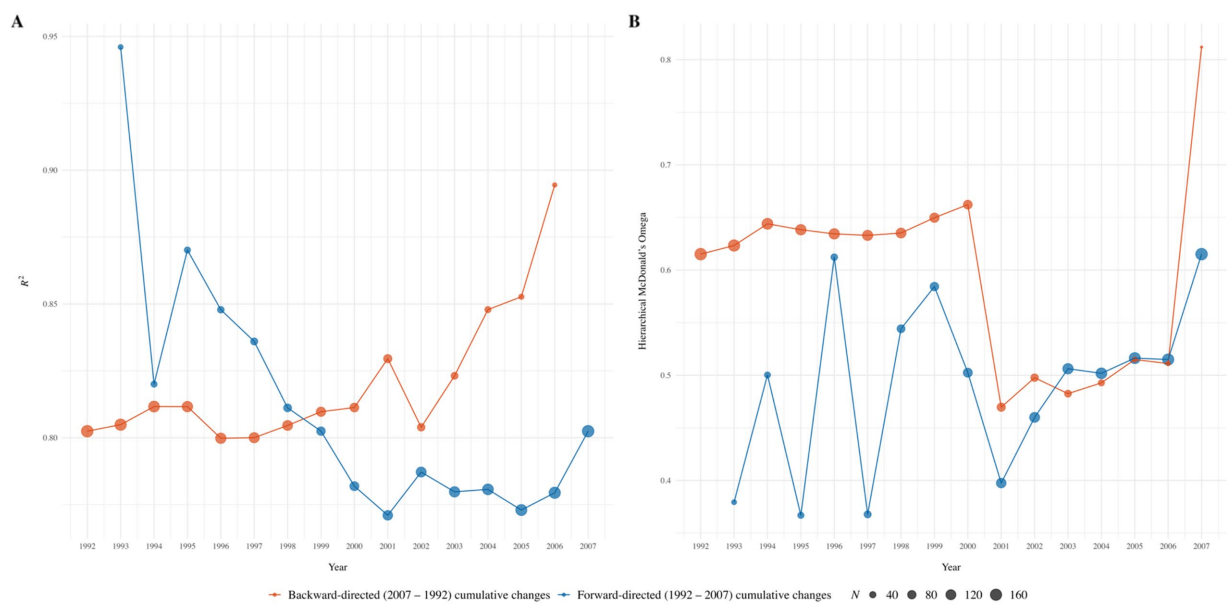 A
0.95
0.90
0.85
0.80
R²
1992 1993 1994 1995 1996 1997 1998 1999 2000 2001 2002 2003 2004 2005 2006 2007
Year
B
0.8
0.7
0.6
0.5
0.4
Hierarchical McDonald's Omega
1992 1993 1994 1995 1996 1997 1998 1999 2000 2001 2002 2003 2004 2005 2006 2007
Year
Backward-directed (2007 – 1992) cumulative changes Forward-directed (1992 – 2007) cumulative changes N 40 80 120 160